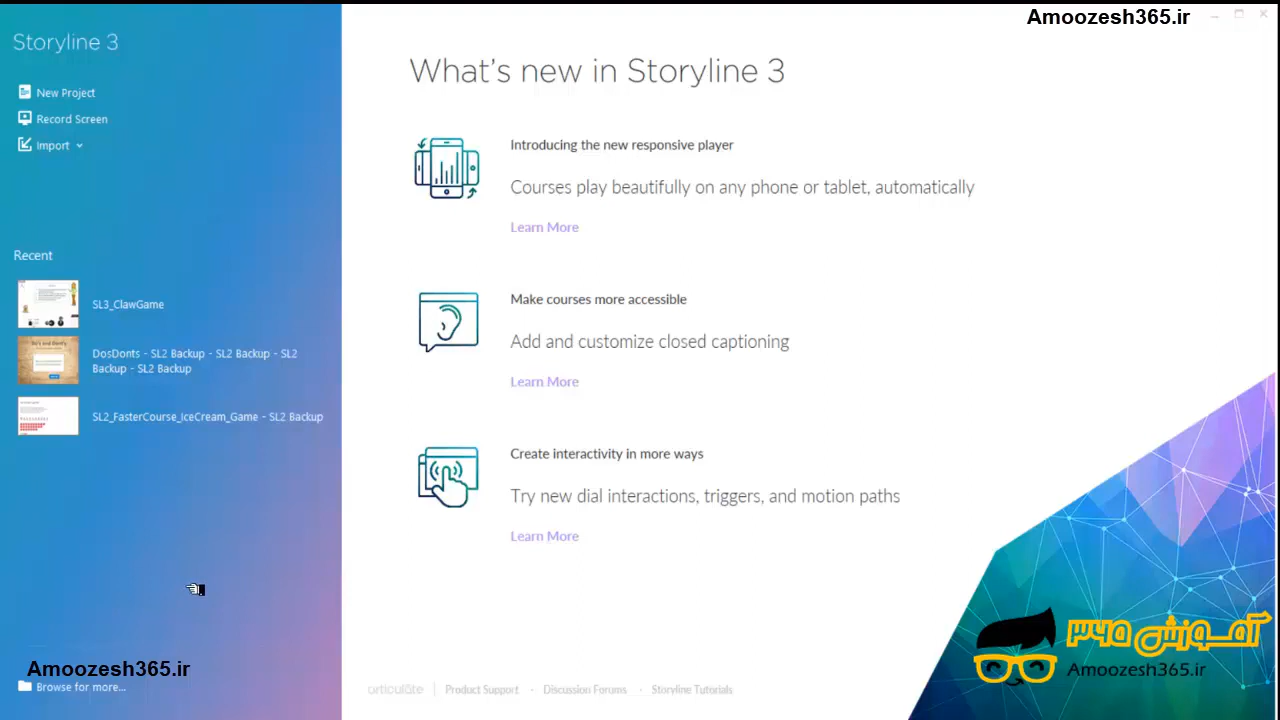 Amoozesh365.ir
Storyline 3
New Project
Record Screen
Import
Recent
SL3_ClawGame
DosDonts - SL2 Backup - SL2 Backup - SL2
Backup - SL2 Backup
SL2_FasterCourse_IceCream_Game - SL2 Backup
Amoozesh365.ir
Browse for more...
What's new in Storyline 3
Introducing the new responsive player
Courses play beautifully on any phone or tablet, automatically
Learn More
Make courses more accessible
Add and customize closed captioning
Learn More
Create interactivity in more ways
Try new dial interactions, triggers, and motion paths
Learn More
articulate
Product Support · Discussion Forums · Storyline Tutorials
آموزش ۳۶۵
Amoozesh365.ir